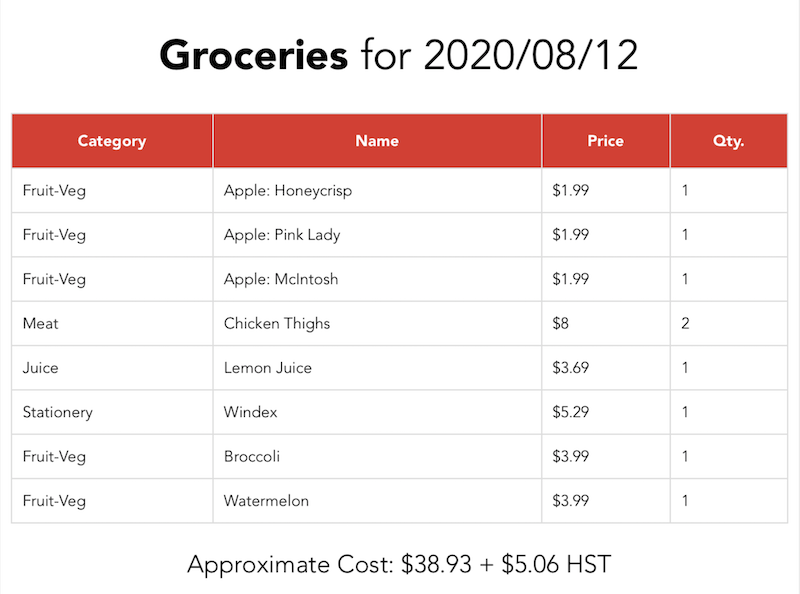 Groceries for 2020/08/12
Category Name Price Qty.
Fruit-Veg Apple: Honeycrisp $1.99 1
Fruit-Veg Apple: Pink Lady $1.99 1
Fruit-Veg Apple: McIntosh $1.99 1
Meat Chicken Thighs $8 2
Juice Lemon Juice $3.69 1
Stationery Windex $5.29 1
Fruit-Veg Broccoli $3.99 1
Fruit-Veg Watermelon $3.99 1
Approximate Cost: $38.93 + $5.06 HST